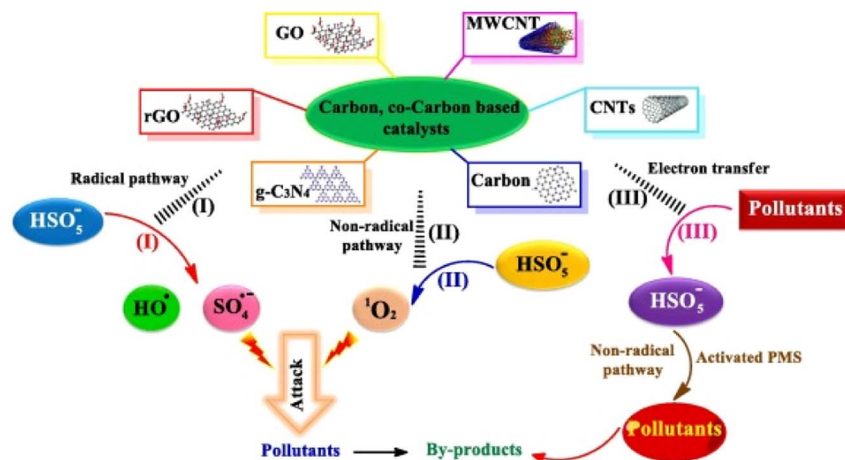 GO
MWCNT
rGO
Carbon, co-Carbon based
catalysts
CNTs
g-C₃N₄
Carbon
Radical pathway
(I)
Non-radical
pathway
(II)
Electron transfer
(III)
HSO₅⁻
(I)
HO•
SO₄•⁻
¹O₂
(II)
HSO₅⁻
Pollutants
(III)
HSO₅⁻
Non-radical
pathway
Activated PMS
Attack
Pollutants
By-products
Pollutants